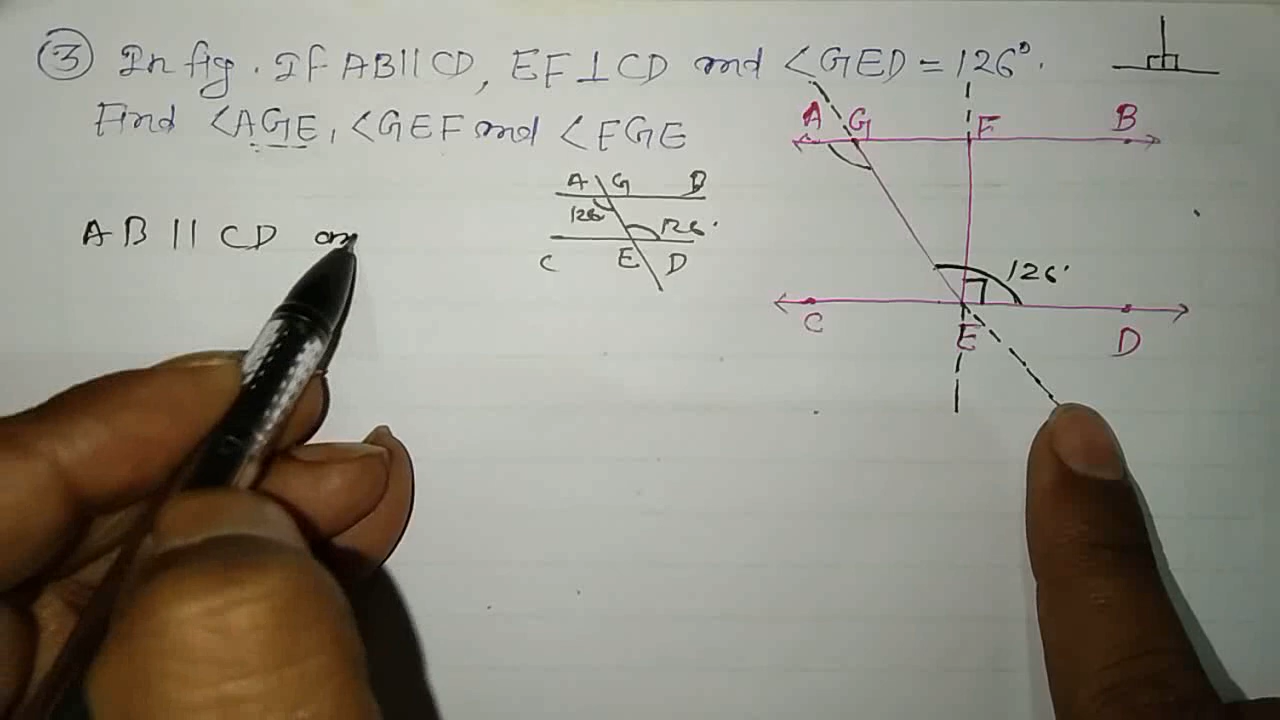 ③ In fig. If AB || CD, EF ⊥ CD and ∠GED = 126°.
Find ∠AGE, ∠GEF and ∠FGE
A G F B
A G B
126
126°
C E D
AB || CD
126°
C E D